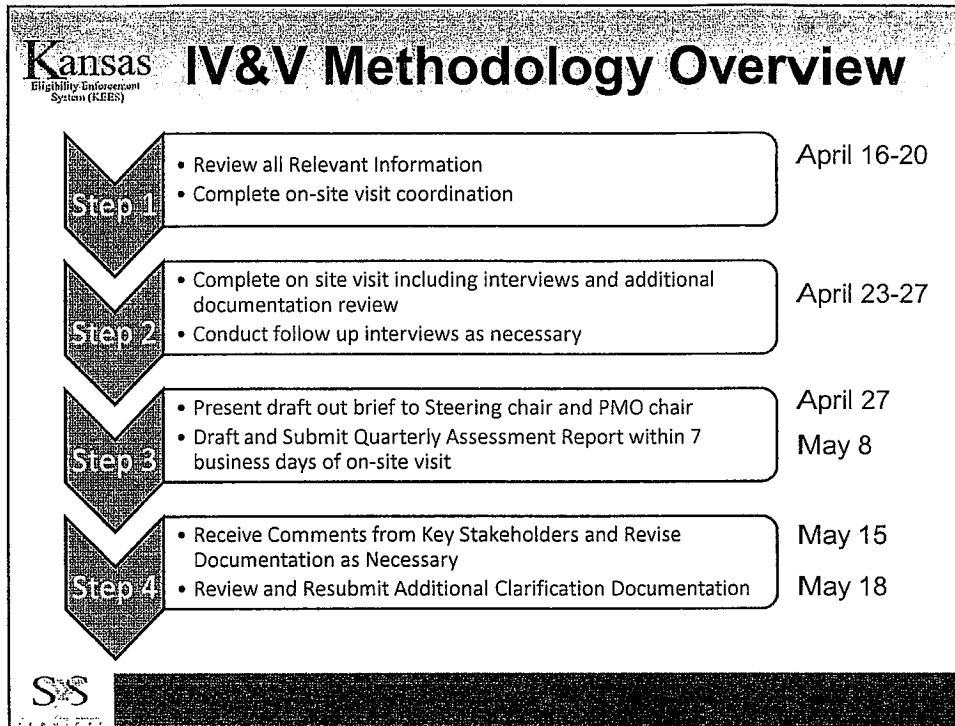 Kansas
Eligibility Enforcement
System (KEES)
IV&V Methodology Overview
Step 1
• Review all Relevant Information
• Complete on-site visit coordination
April 16-20
Step 2
• Complete on site visit including interviews and additional
documentation review
• Conduct follow up interviews as necessary
April 23-27
Step 3
• Present draft out brief to Steering chair and PMO chair
• Draft and Submit Quarterly Assessment Report within 7
business days of on-site visit
April 27
May 8
Step 4
• Receive Comments from Key Stakeholders and Revise
Documentation as Necessary
• Review and Resubmit Additional Clarification Documentation
May 15
May 18